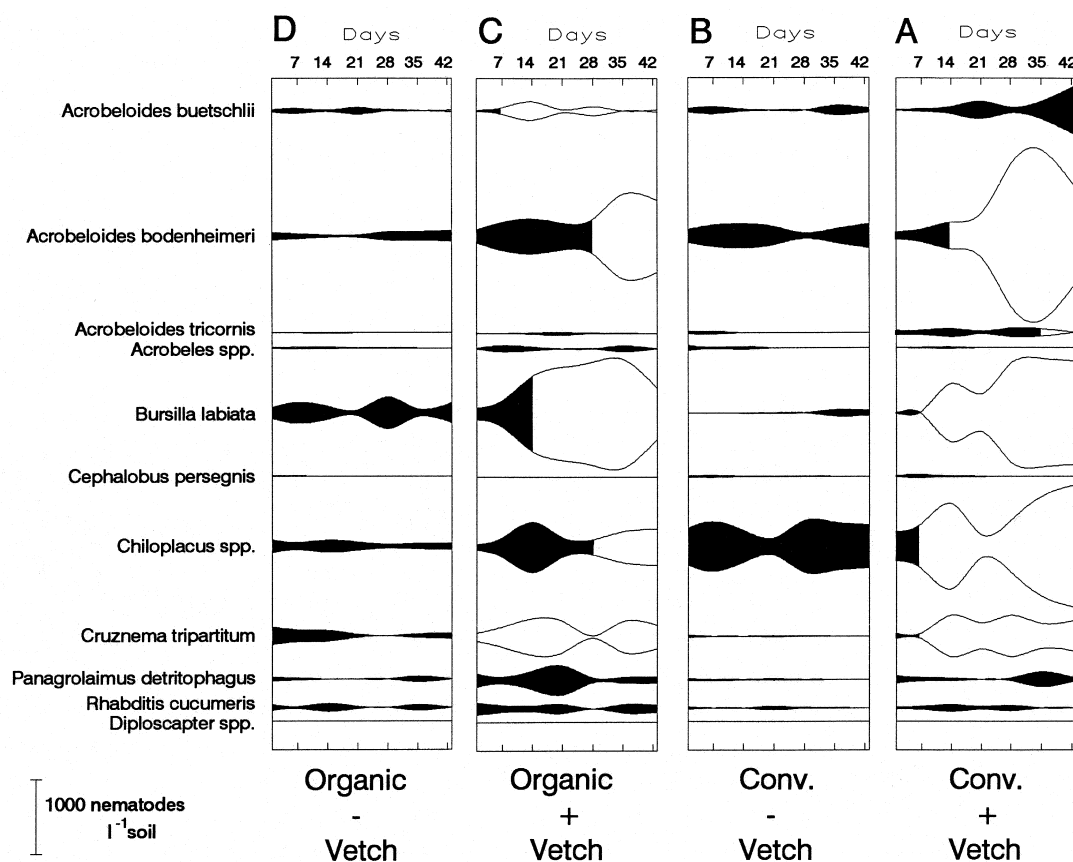 D Days C Days B Days A Days
7 14 21 28 35 42 7 14 21 28 35 42 7 14 21 28 35 42 7 14 21 28 35 42
Acrobeloides buetschlii
Acrobeloides bodenheimeri
Acrobeloides tricornis
Acrobeles spp.
Bursilla labiata
Cephalobus persegnis
Chiloplacus spp.
Cruznema tripartitum
Panagrolaimus detritophagus
Rhabditis cucumeris
Diploscapter spp.
Organic Organic Conv. Conv.
1000 nematodes
- + - +
l⁻¹soil
Vetch Vetch Vetch Vetch